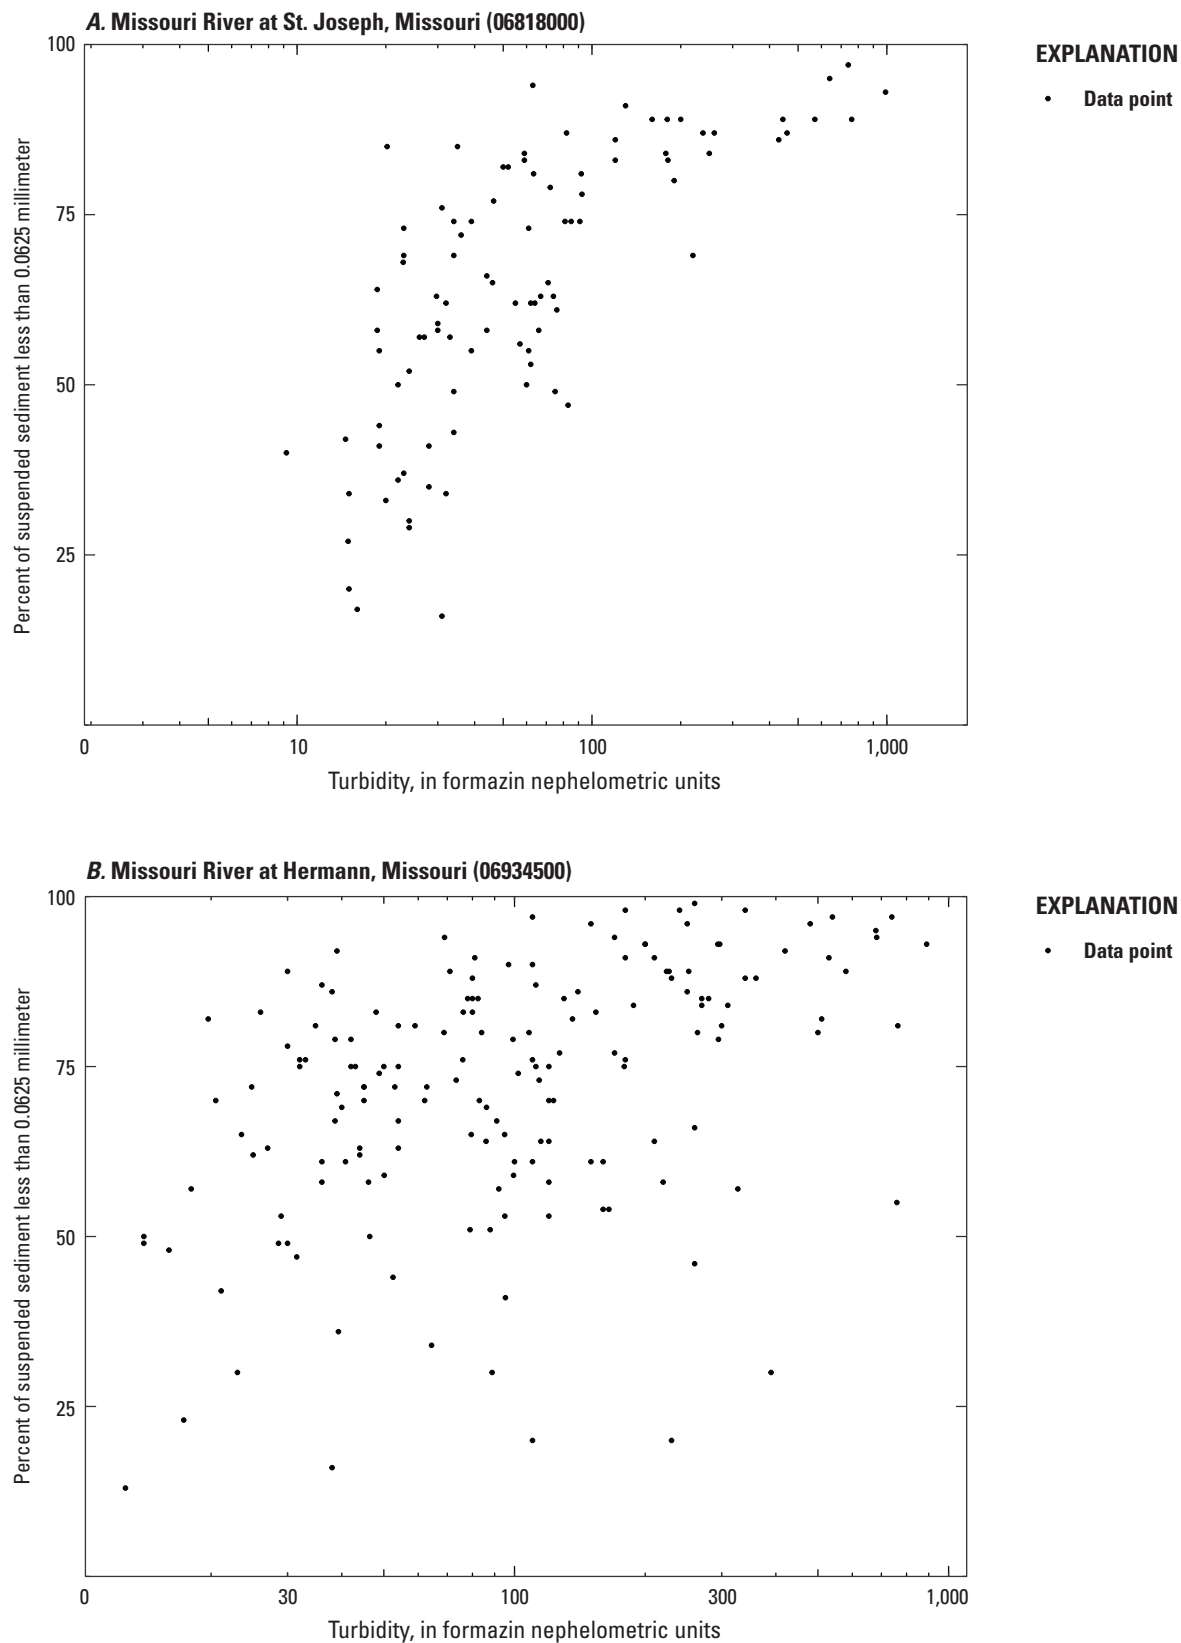 A. Missouri River at St. Joseph, Missouri (06818000)
EXPLANATION
Data point
Percent of suspended sediment less than 0.0625 millimeter
100
75
50
25
0
10
100
1,000
Turbidity, in formazin nephelometric units
B. Missouri River at Hermann, Missouri (06934500)
EXPLANATION
Data point
Percent of suspended sediment less than 0.0625 millimeter
100
75
50
25
0
30
100
300
1,000
Turbidity, in formazin nephelometric units